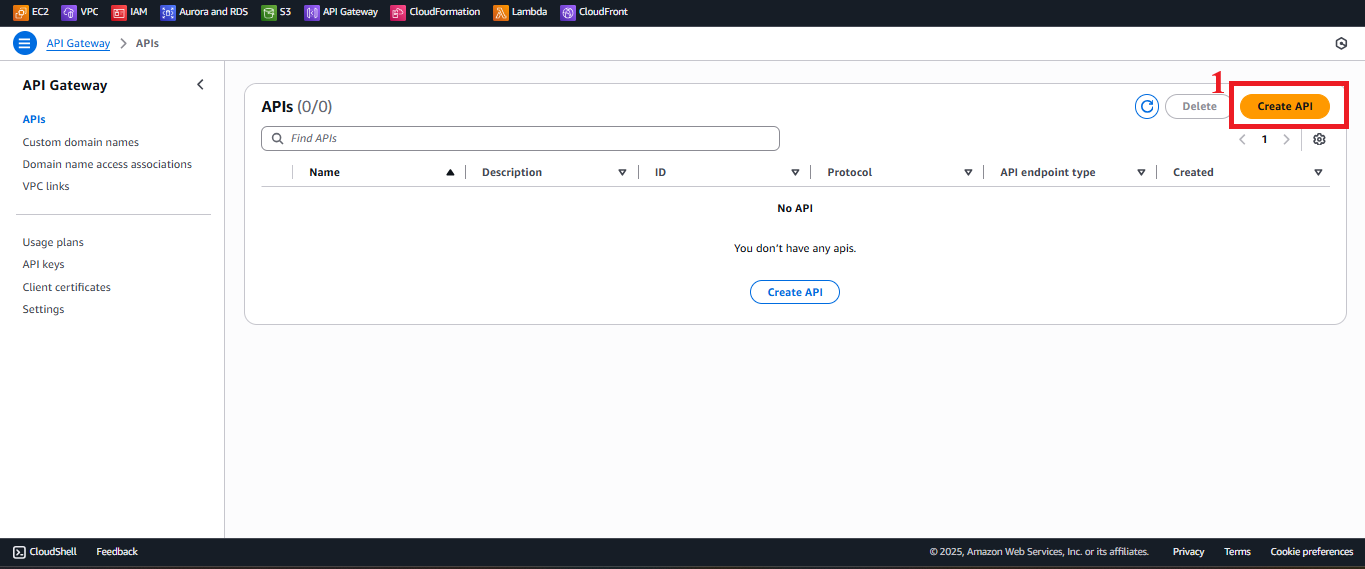 EC2 VPC IAM Aurora and RDS S3 API Gateway CloudFormation Lambda CloudFront
API Gateway > APIs
API Gateway
APIs
Custom domain names
Domain name access associations
VPC links
Usage plans
API keys
Client certificates
Settings
1
APIs (0/0) Delete Create API
Find APIs 1
Name Description ID Protocol API endpoint type Created
No API
You don’t have any apis.
Create API
CloudShell Feedback © 2025, Amazon Web Services, Inc. or its affiliates. Privacy Terms Cookie preferences